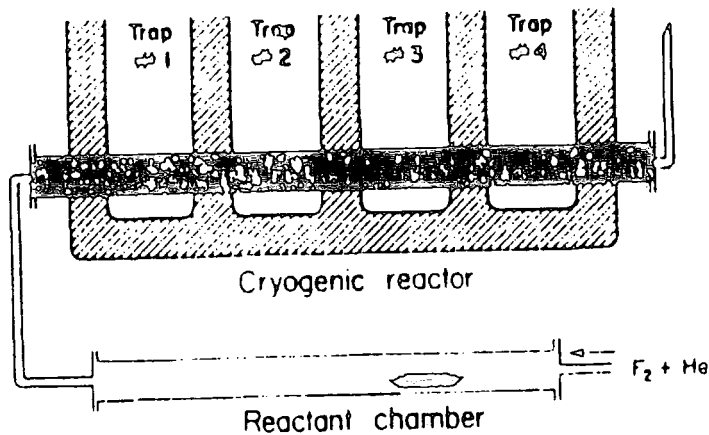 Trap Trap Trap Trap
# 1 # 2 # 3 # 4
Cryogenic reactor
F₂ + He
Reactant chamber